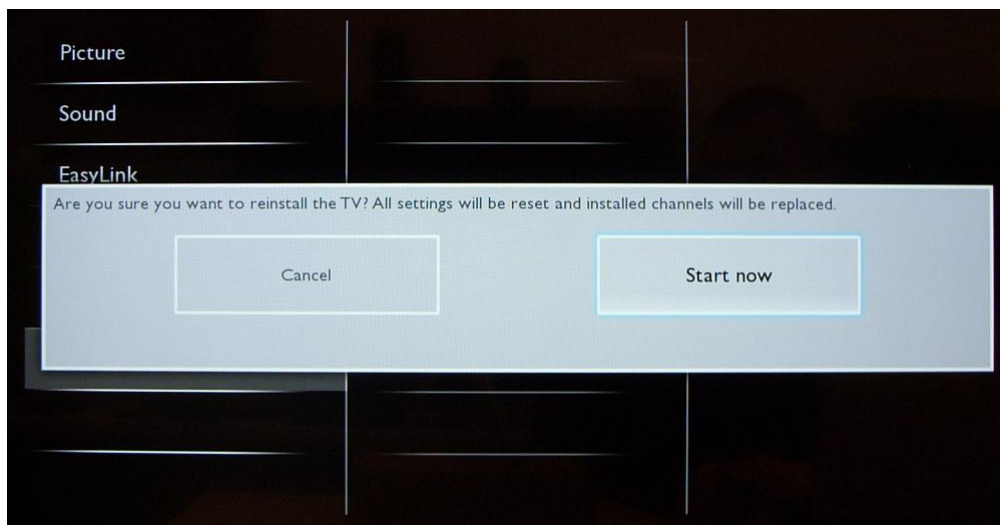 Picture
Sound
EasyLink
Are you sure you want to reinstall the TV? All settings will be reset and installed channels will be replaced.
Cancel
Start now